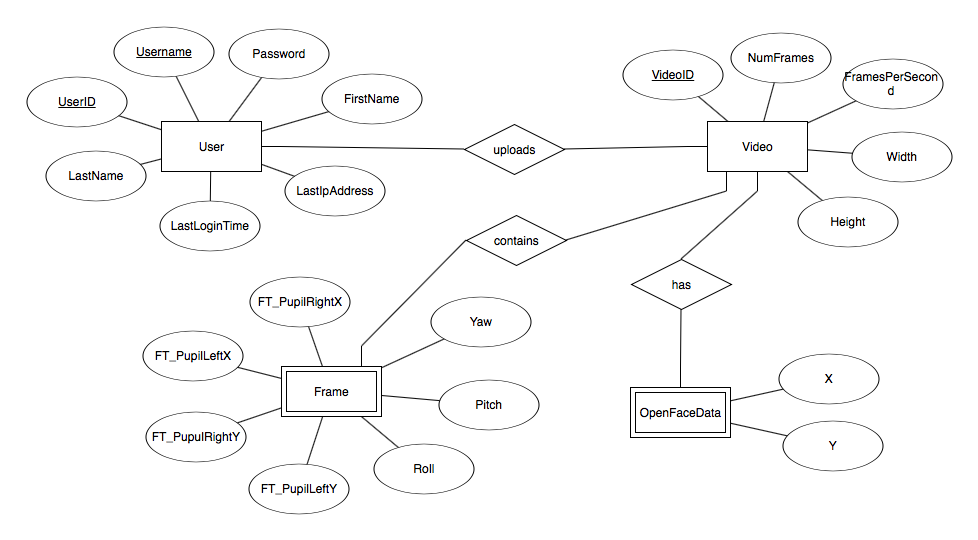 Username
Password
UserID
FirstName
User
LastName
LastIpAddress
LastLoginTime
uploads
VideoID
NumFrames
FramesPerSecon
d
Video
Width
Height
contains
has
FT_PupilRightX
Yaw
FT_PupilLeftX
Frame
Pitch
FT_PupulRightY
Roll
FT_PupilLeftY
OpenFaceData
X
Y